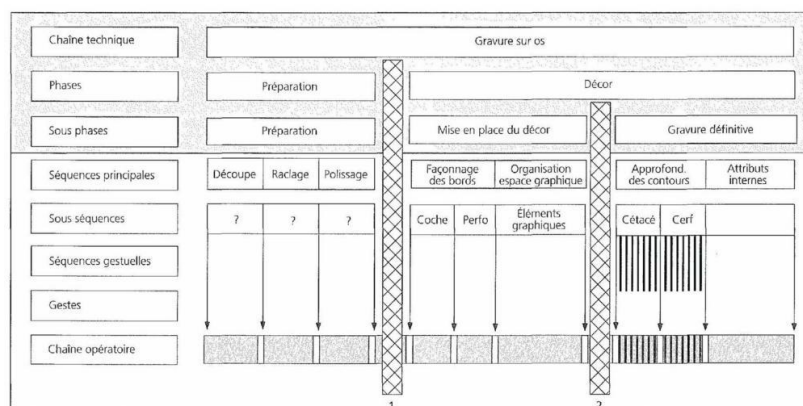 Chaîne technique
Gravure sur os
Phases
Préparation
Décor
Sous phases
Préparation
Mise en place du décor
Gravure définitive
Séquences principales
Découpe
Raclage
Polissage
Façonnage
des bords
Organisation
espace graphique
Approfond.
des contours
Attributs
internes
Sous séquences
?
?
?
Coche
Perfo
Éléments
graphiques
Cétacé
Cerf
Séquences gestuelles
Gestes
Chaîne opératoire
1
2